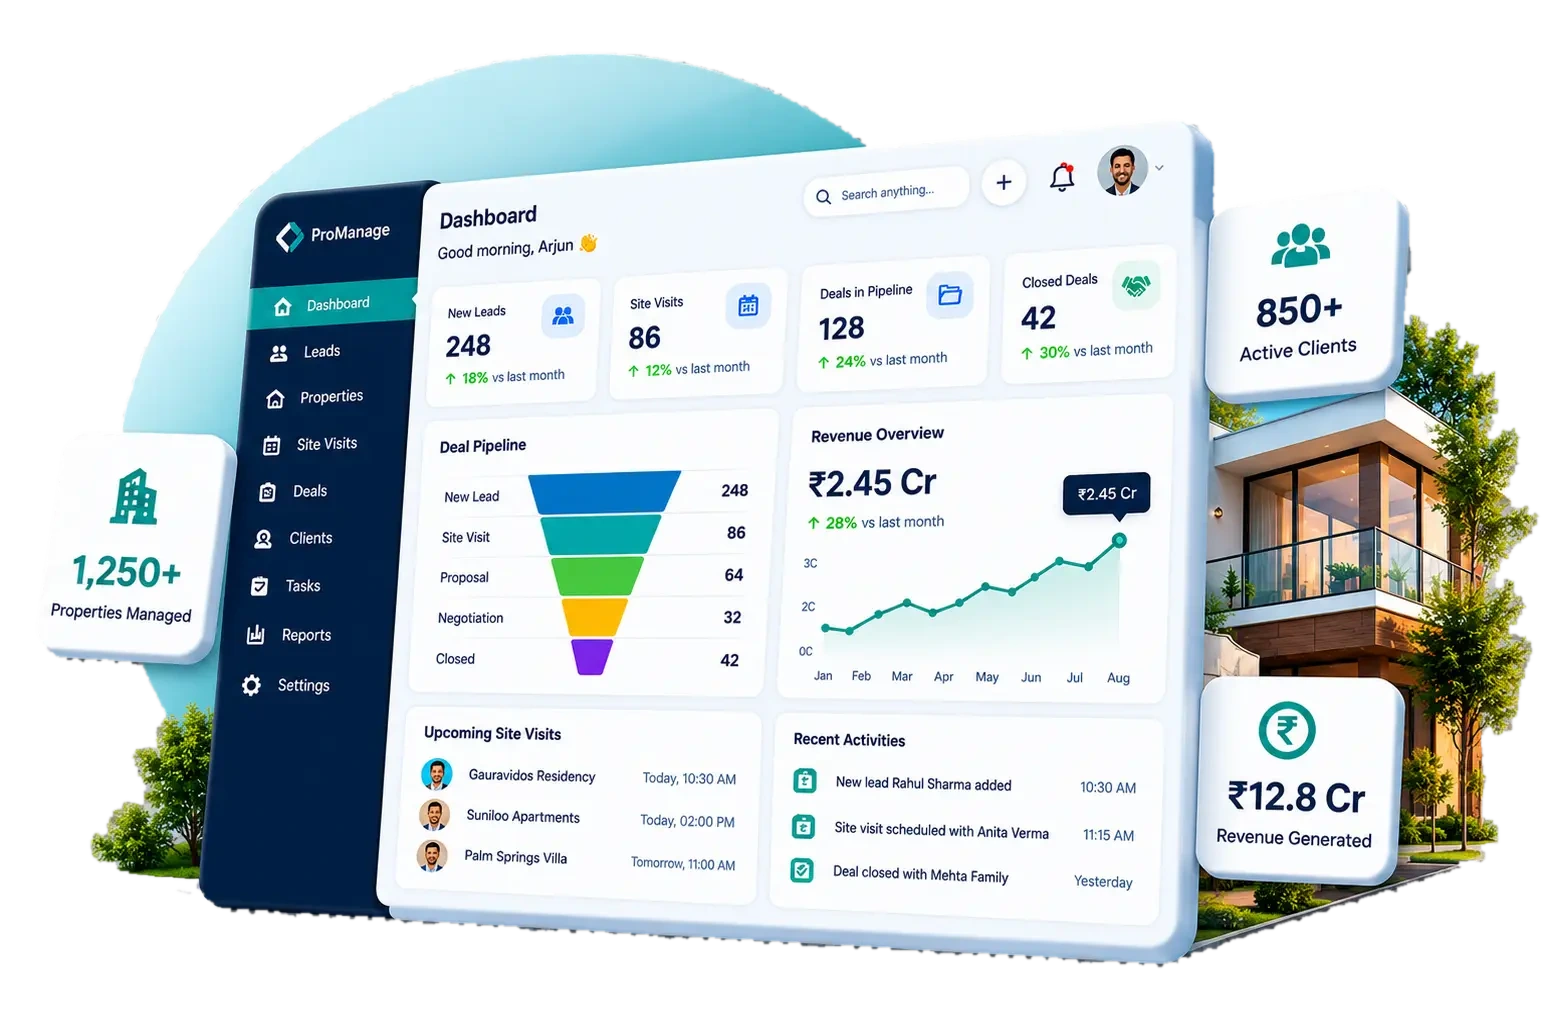 ProManage
Dashboard
Leads
Properties
Site Visits
Deals
Clients
Tasks
Reports
Settings
Dashboard
Good morning, Arjun 👋
Search anything...
New Leads
248
↑ 18% vs last month
Site Visits
86
↑ 12% vs last month
Deals in Pipeline
128
↑ 24% vs last month
Closed Deals
42
↑ 30% vs last month
Deal Pipeline
New Lead 248
Site Visit 86
Proposal 64
Negotiation 32
Closed 42
Revenue Overview
₹2.45 Cr
↑ 28% vs last month
₹2.45 Cr
3C
2C
0C
Jan Feb Mar Apr May Jun Jul Aug
Upcoming Site Visits
Gauravidos Residency Today, 10:30 AM
Suniloo Apartments Today, 02:00 PM
Palm Springs Villa Tomorrow, 11:00 AM
Recent Activities
New lead Rahul Sharma added 10:30 AM
Site visit scheduled with Anita Verma 11:15 AM
Deal closed with Mehta Family Yesterday
1,250+
Properties Managed
850+
Active Clients
₹
₹12.8 Cr
Revenue Generated